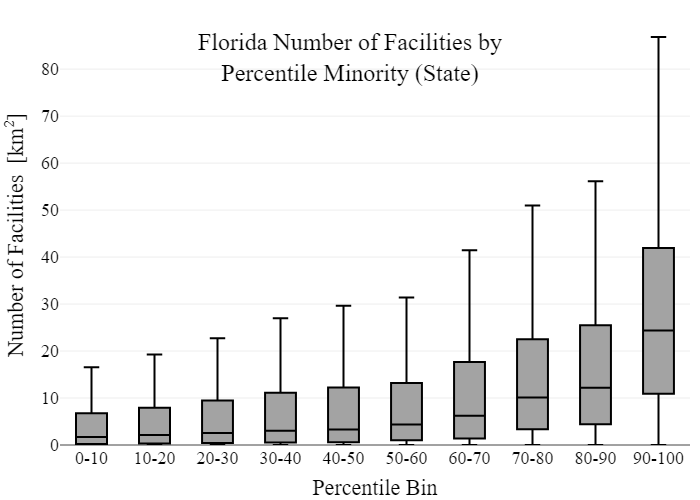 Florida Number of Facilities by
Percentile Minority (State)
Number of Facilities [km²]
80
70
60
50
40
30
20
10
0
0-10 10-20 20-30 30-40 40-50 50-60 60-70 70-80 80-90 90-100
Percentile Bin